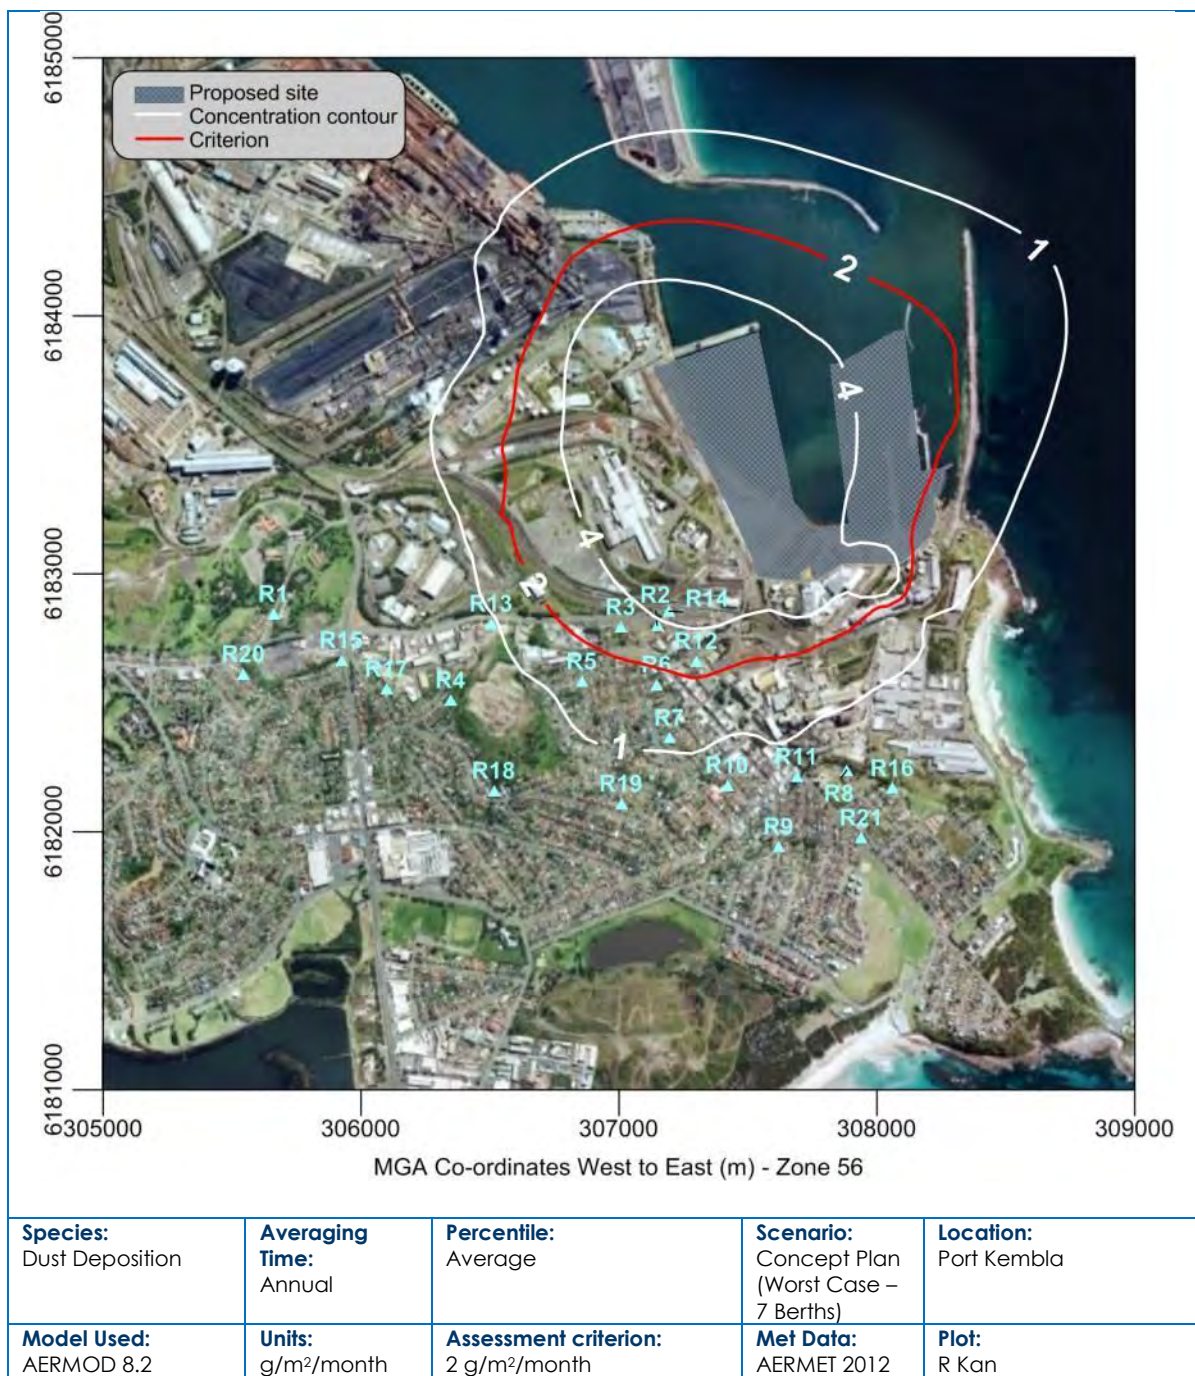 6185000
Proposed site
Concentration contour
Criterion
1
2
6184000
4
4
6183000
2
R1
R13
R3
R2
R14
R15
R12
R20
R17
R5
R6
R4
R7
1
R18
R19
R10
R11
R8
R16
6182000
R9
R21
6181000
305000
306000
307000
308000
309000
MGA Co-ordinates West to East (m) - Zone 56
Species:
Dust Deposition
Averaging
Time:
Annual
Percentile:
Average
Scenario:
Concept Plan
(Worst Case –
7 Berths)
Location:
Port Kembla
Model Used:
AERMOD 8.2
Units:
g/m²/month
Assessment criterion:
2 g/m²/month
Met Data:
AERMET 2012
Plot:
R Kan